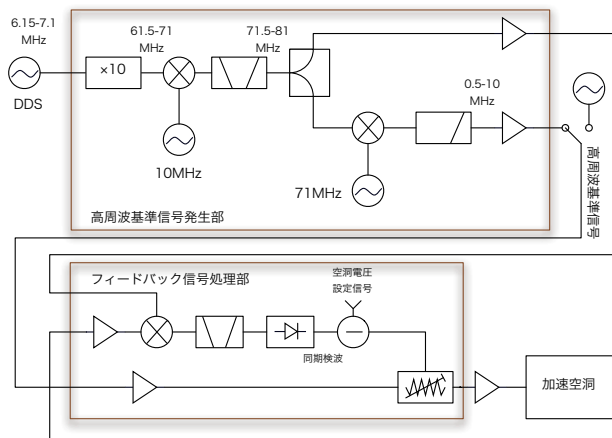 6.15-7.1
MHz
DDS
×10
61.5-71
MHz
10MHz
71.5-81
MHz
71MHz
0.5-10
MHz
高周波基準信号
高周波基準信号発生部
フィードバック信号処理部
空洞電圧
設定信号
同期検波
加速空洞